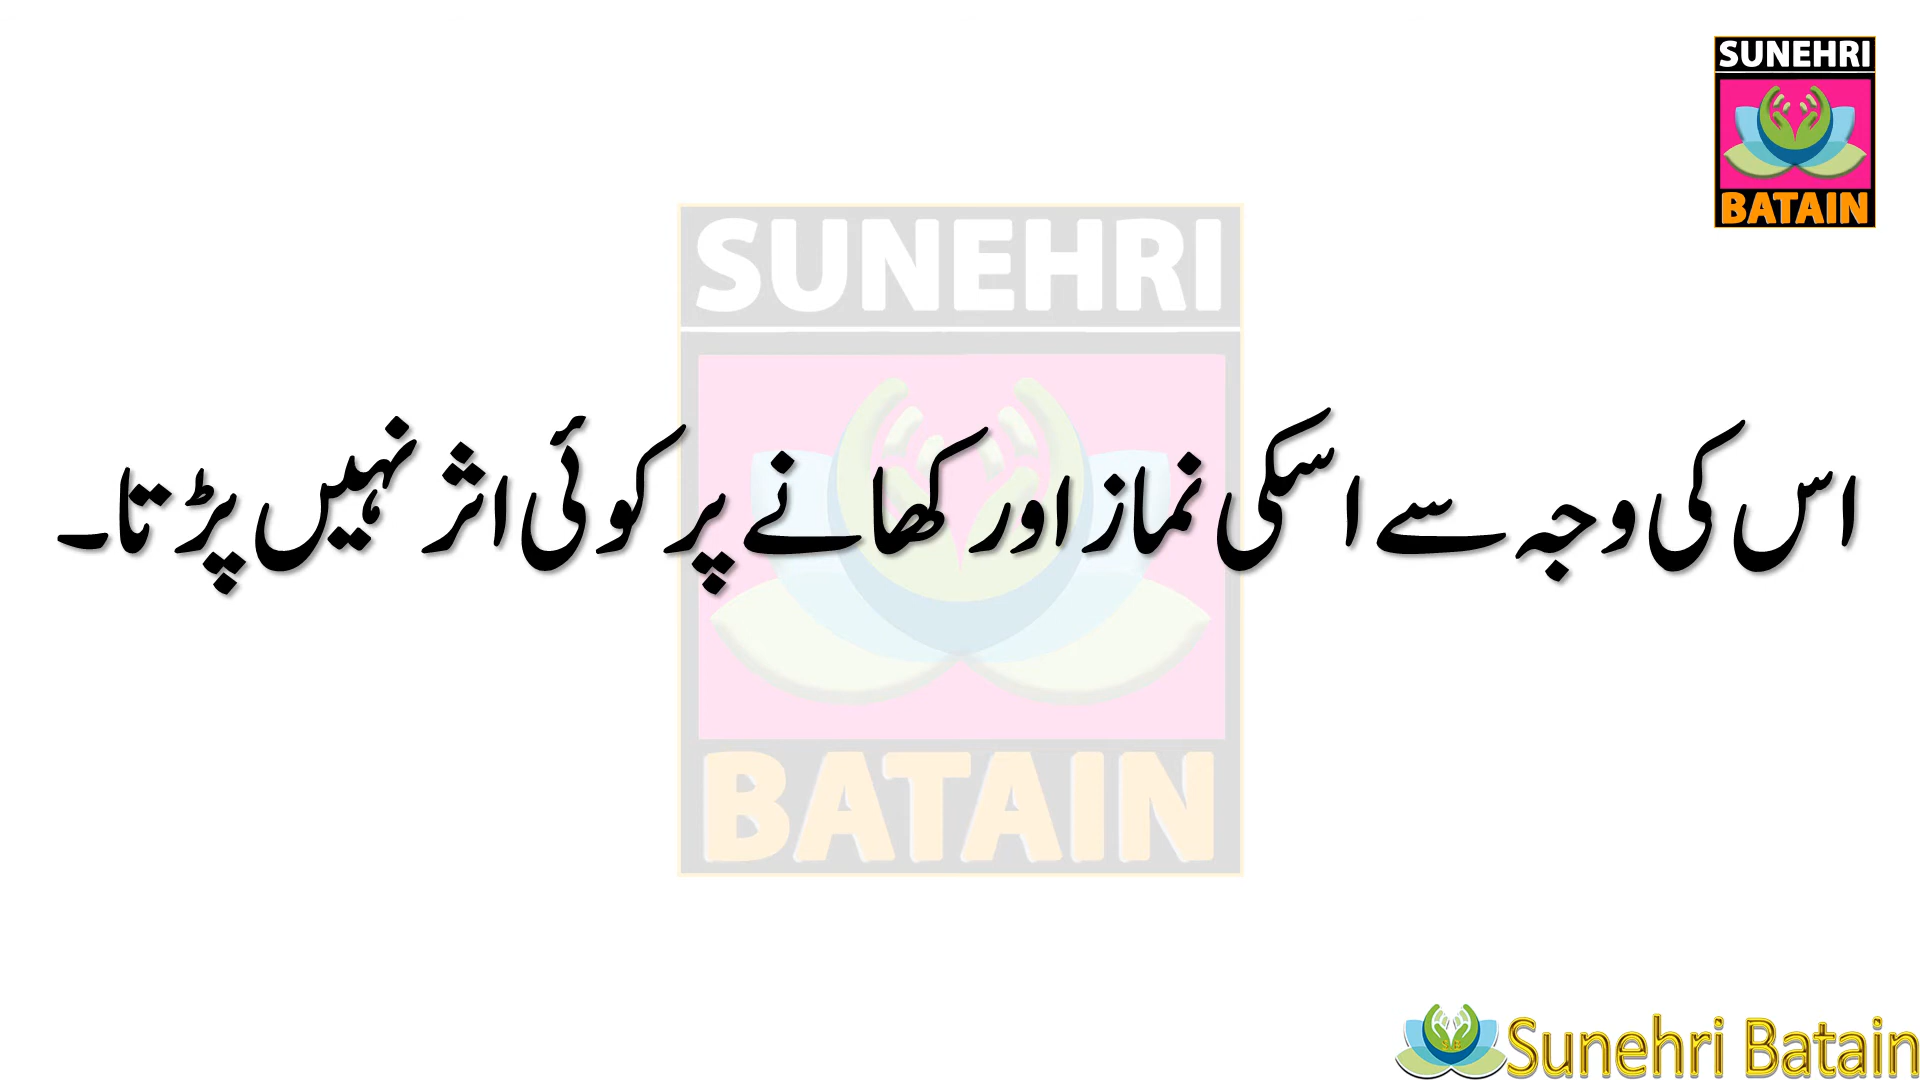 SUNEHRI
BATAIN
SUNEHRI
اس کی وجہ سے اسکی نماز اور کھانے پر کوئی اثر نہیں پڑتا۔
BATAIN
Sunehri Batain